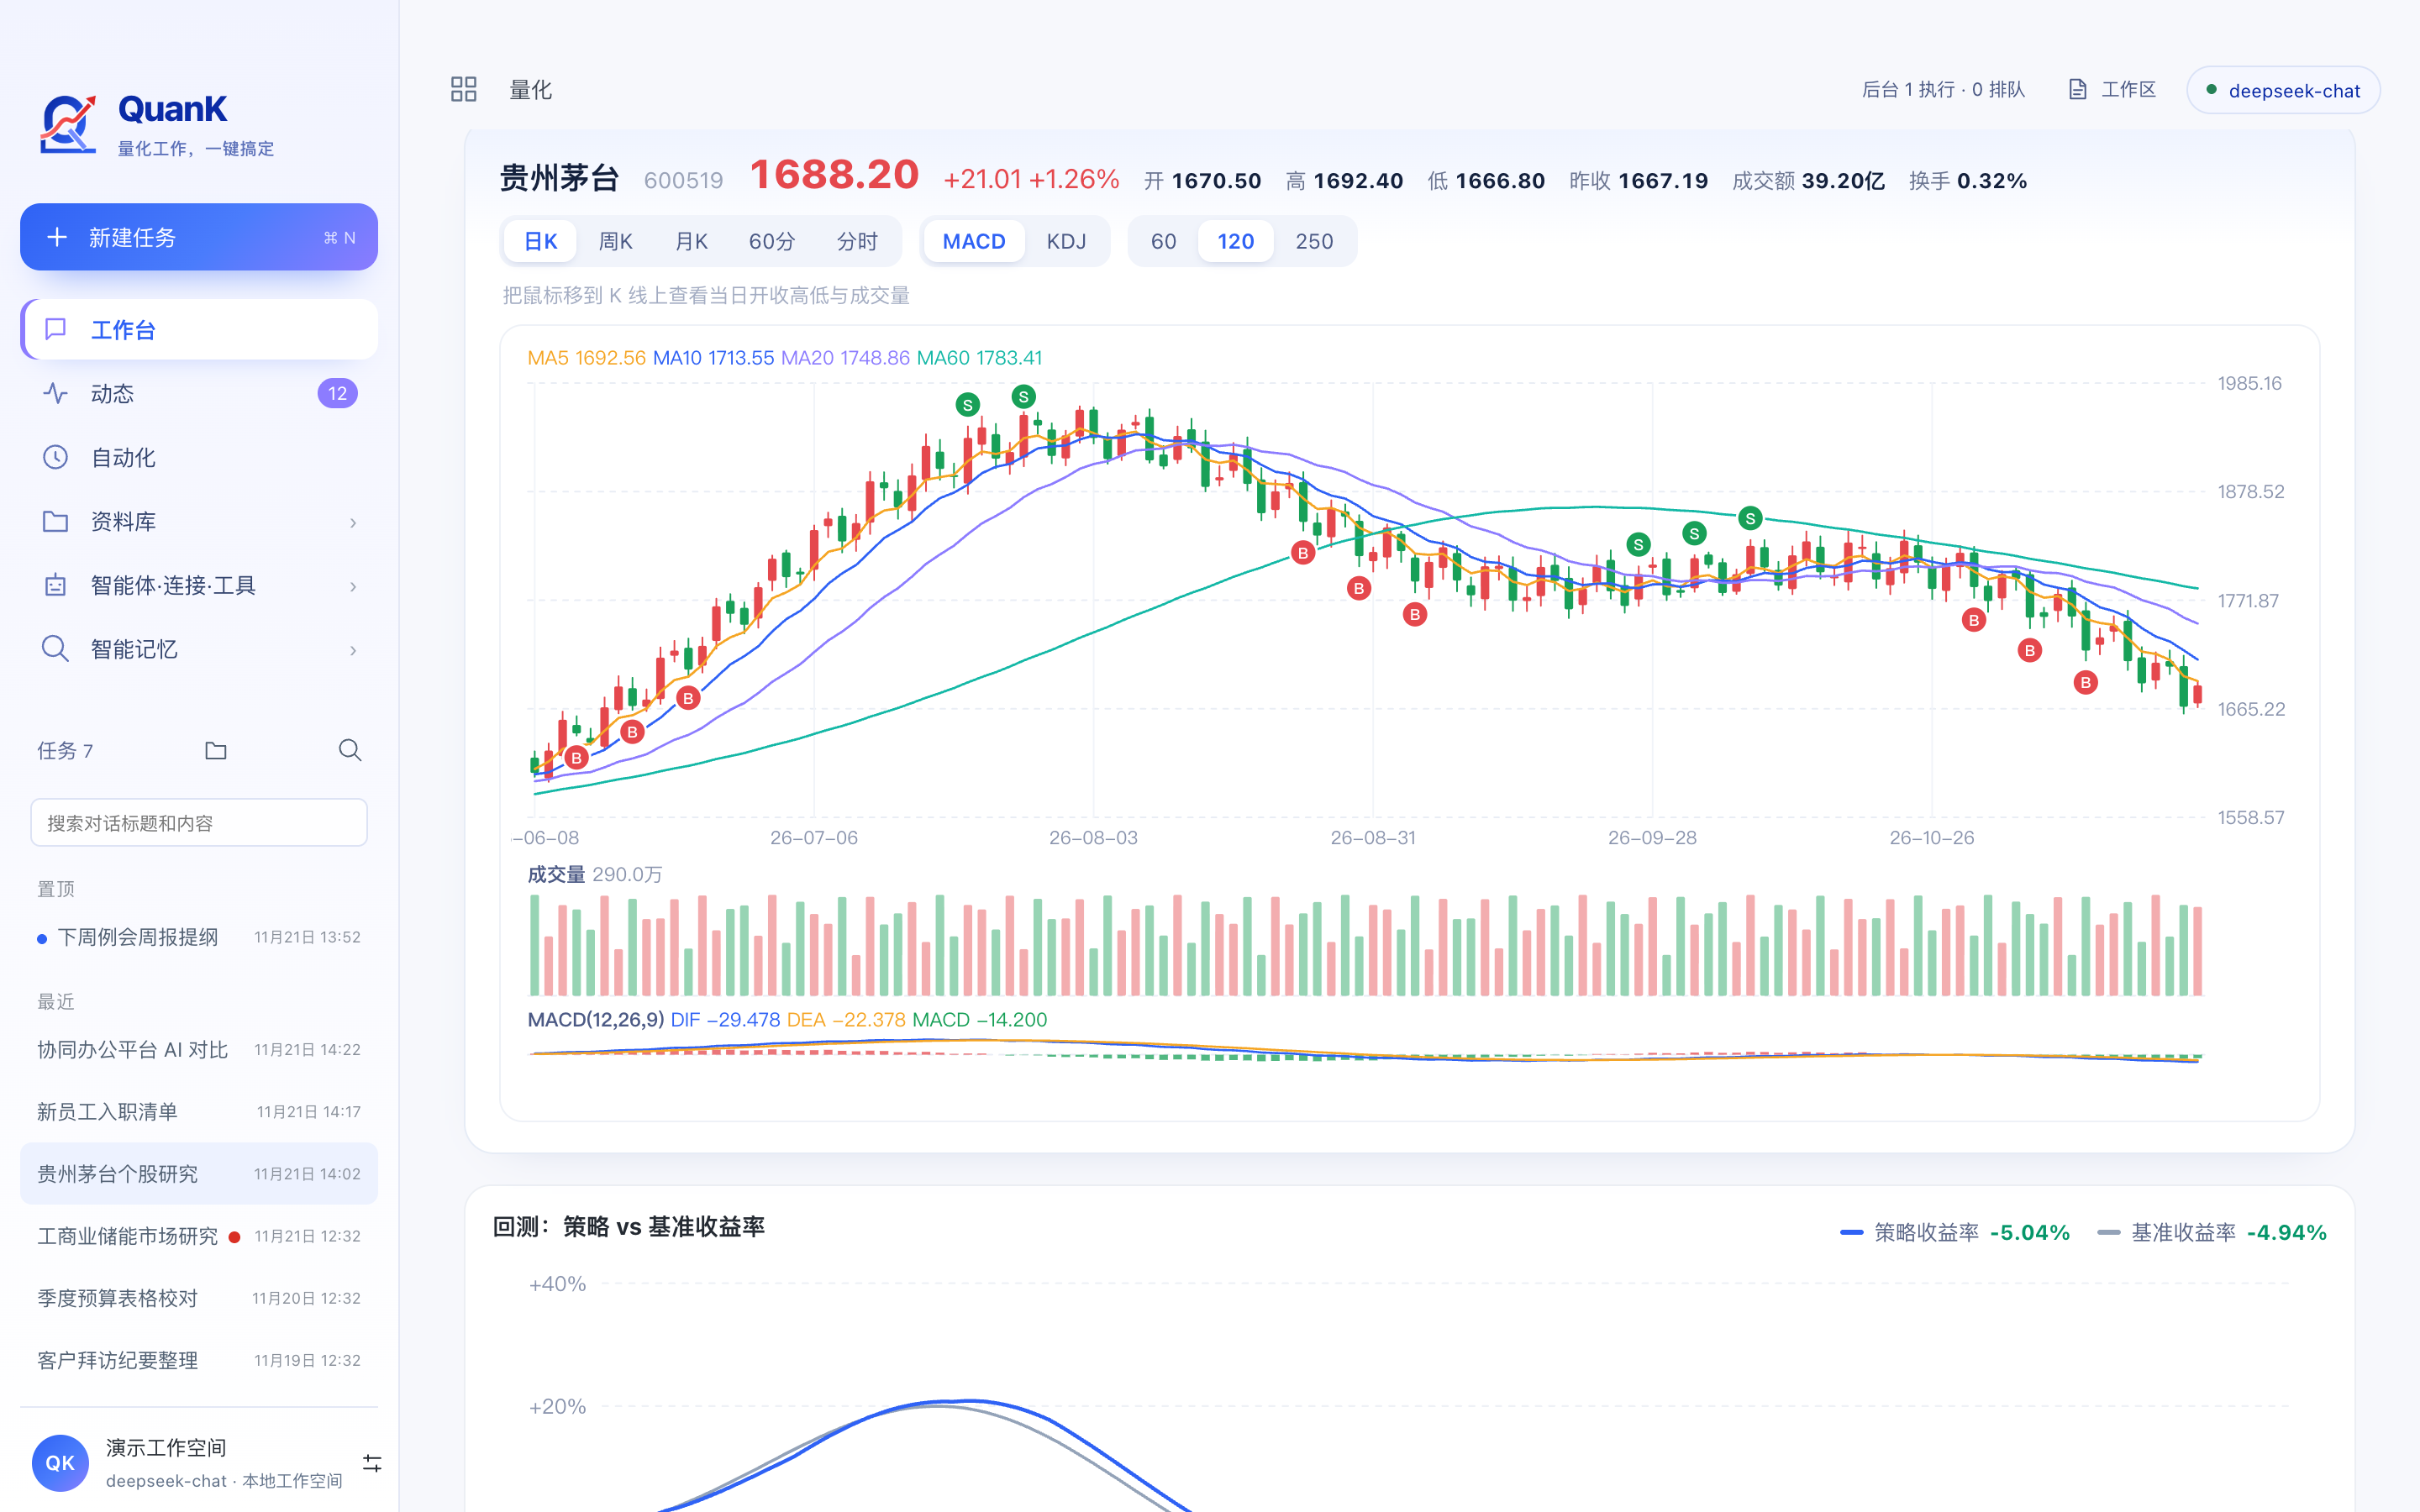 QuanK
量化工作，一键搞定
新建任务 ⌘ N
工作台
动态 12
自动化
资料库
智能体·连接·工具
智能记忆
任务 7
搜索对话标题和内容
置顶
下周例会周报提纲 11月21日 13:52
最近
协同办公平台 AI 对比 11月21日 14:22
新员工入职清单 11月21日 14:17
贵州茅台个股研究 11月21日 14:02
工商业储能市场研究 11月21日 12:32
季度预算表格校对 11月20日 12:32
客户拜访纪要整理 11月19日 12:32
QK
演示工作空间
deepseek-chat · 本地工作空间
量化
后台 1 执行 · 0 排队 工作区 deepseek-chat
贵州茅台 600519 1688.20 +21.01 +1.26% 开 1670.50 高 1692.40 低 1666.80 昨收 1667.19 成交额 39.20亿 换手 0.32%
日K 周K 月K 60分 分时 MACD KDJ 60 120 250
把鼠标移到 K 线上查看当日开收高低与成交量
MA5 1692.56 MA10 1713.55 MA20 1748.86 MA60 1783.41
1985.16
S S
1878.52
S S S
B B B
1771.87
B B B
B B B
1665.22
1558.57
–06–08 26–07–06 26–08–03 26–08–31 26–09–28 26–10–26
成交量 290.0万
MACD(12,26,9) DIF –29.478 DEA –22.378 MACD –14.200
回测：策略 vs 基准收益率
策略收益率 -5.04% 基准收益率 -4.94%
+40%
+20%